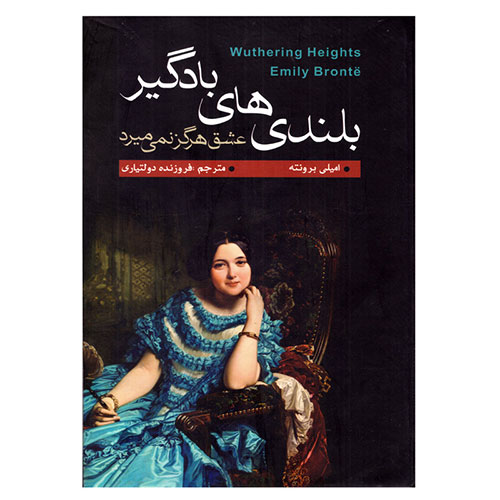 Wuthering Heights
Emily Brontë
بلندی های بادگیر
عشق هرگز نمی میرد
• امیلی برونته • مترجم : فروزنده دولتیاری